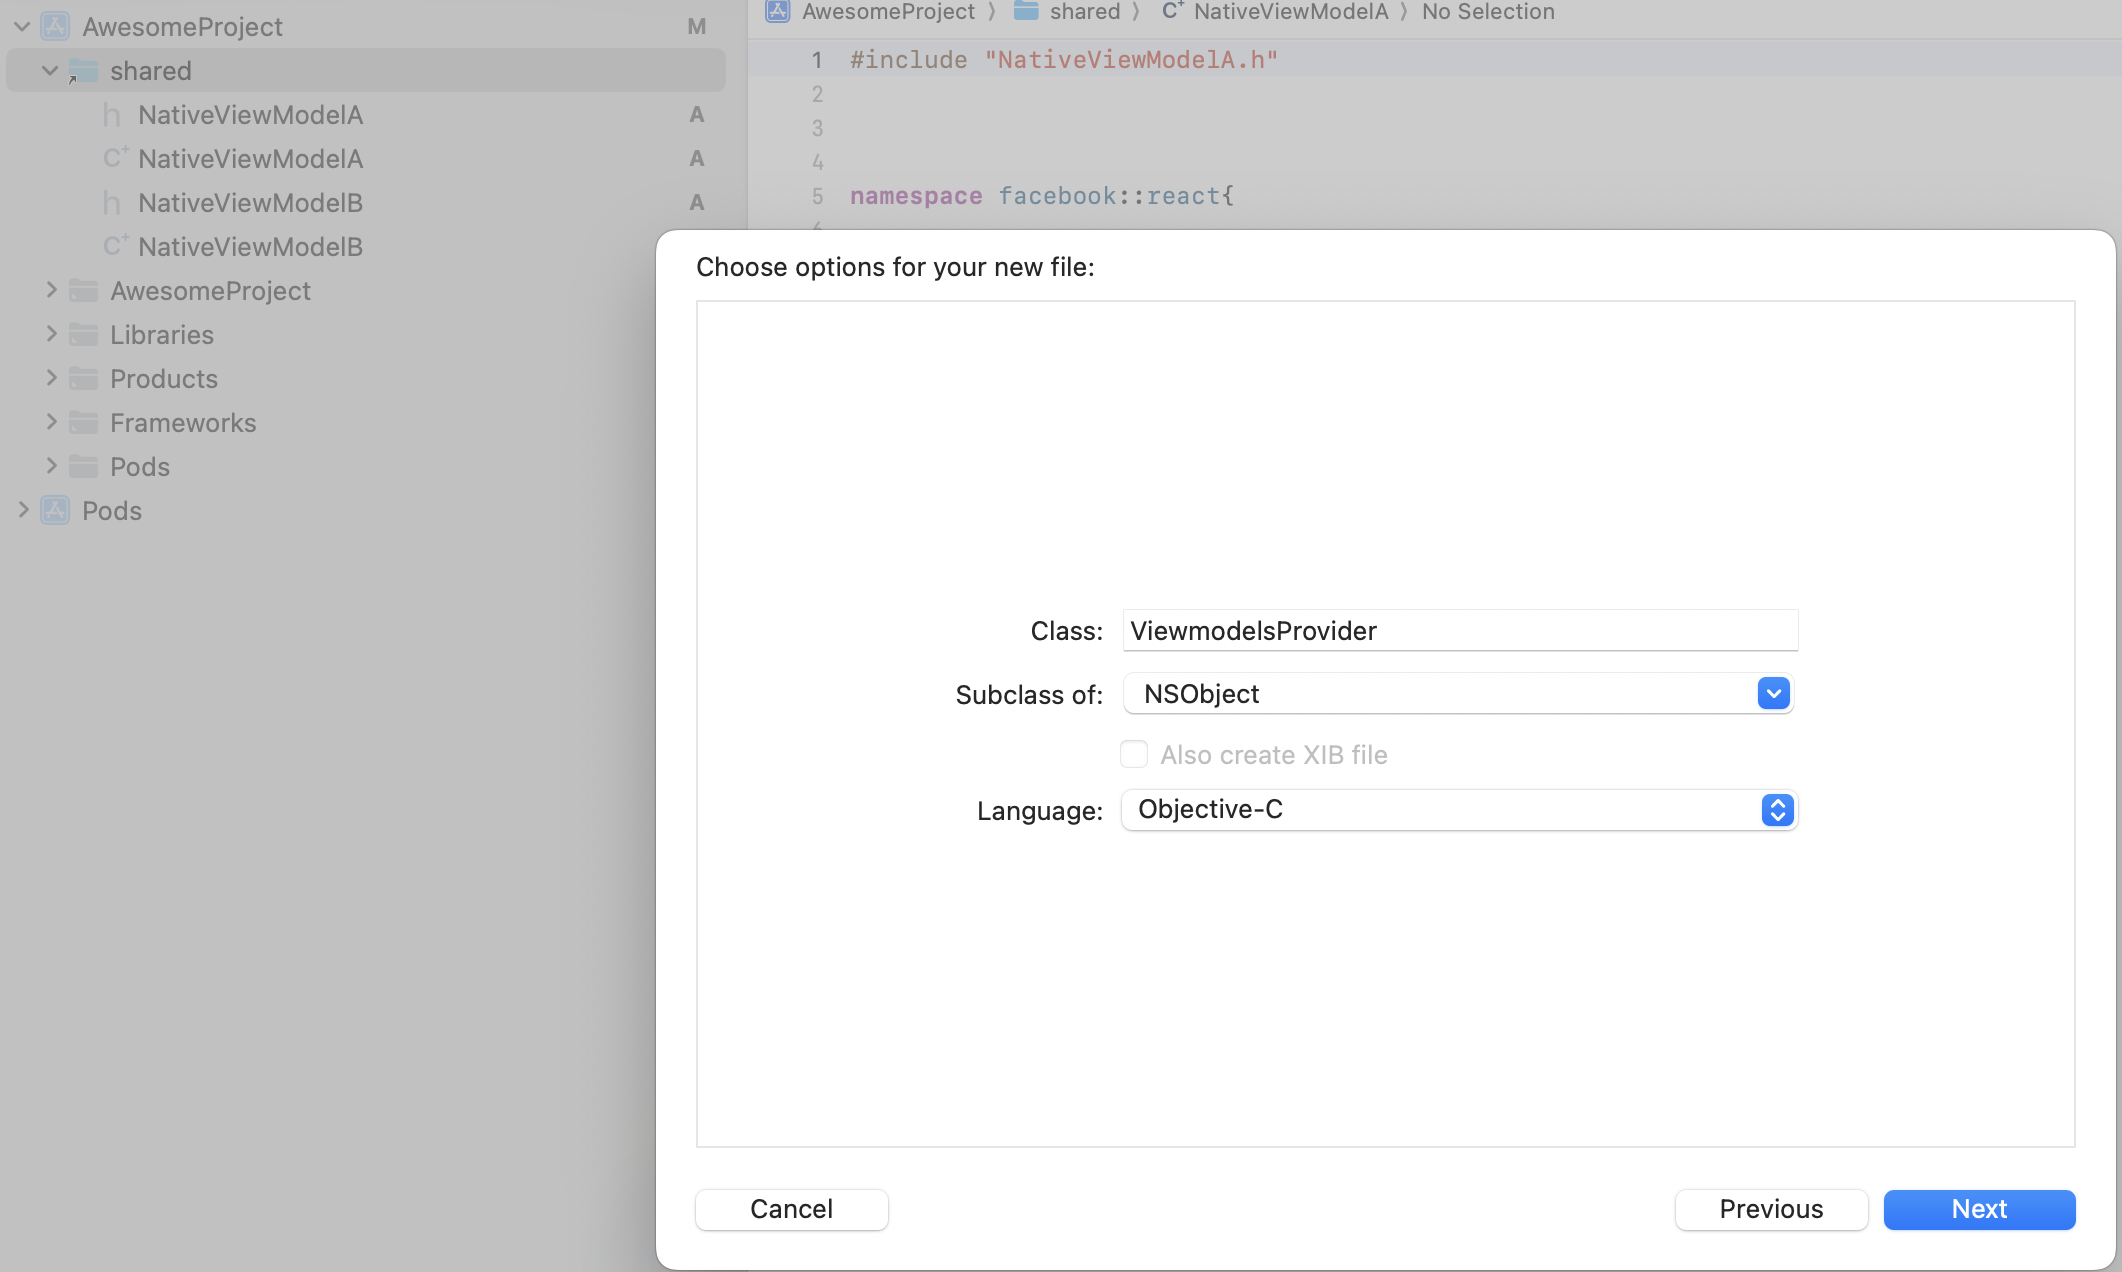 AwesomeProject M
shared
NativeViewModelA A
NativeViewModelA A
NativeViewModelB A
NativeViewModelB
AwesomeProject
Libraries
Products
Frameworks
Pods
Pods
AwesomeProject 〉 shared 〉 NativeViewModelA 〉 No Selection
1 #include "NativeViewModelA.h"
2
3
4
5 namespace facebook::react{
Choose options for your new file:
Class: ViewmodelsProvider
Subclass of: NSObject
Also create XIB file
Language: Objective-C
Cancel
Previous
Next